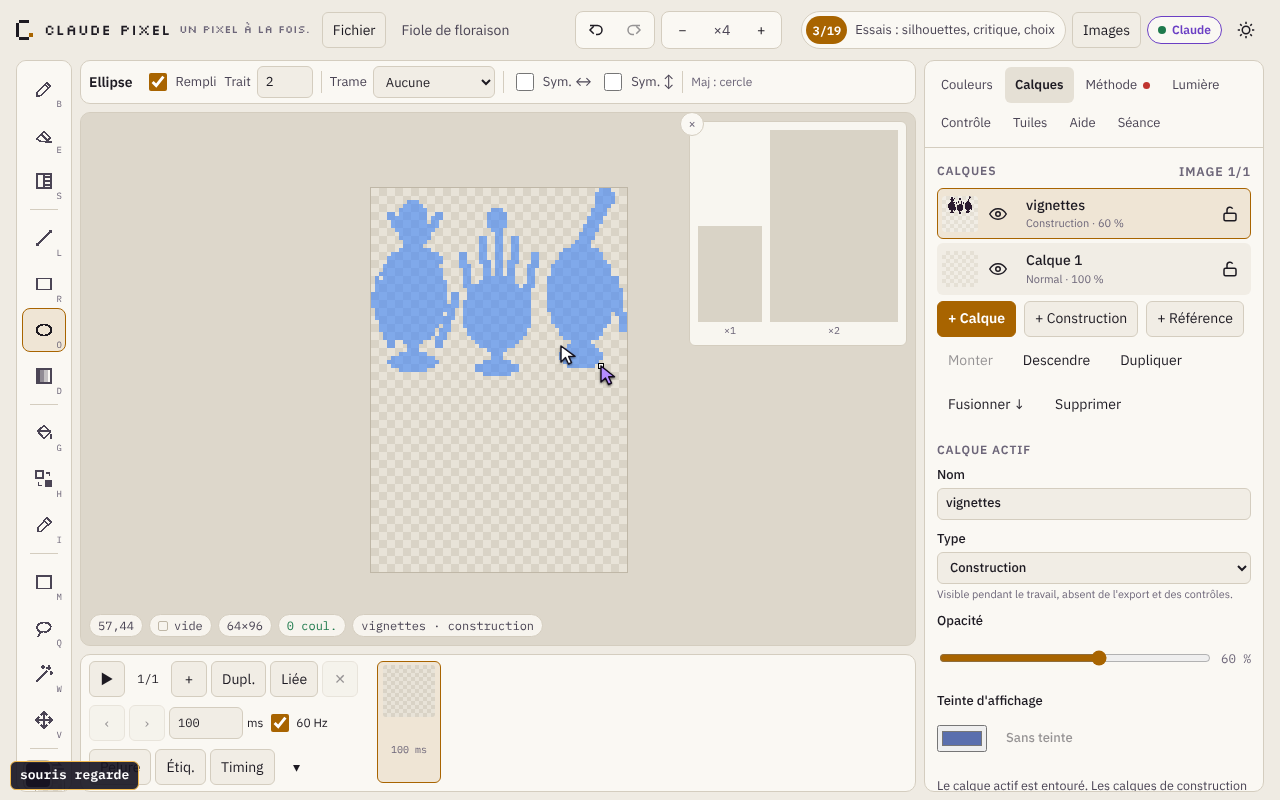 CLAUDE PIXEL UN PIXEL À LA FOIS.
Fichier
Fiole de floraison
− ×4 +
3/19 Essais : silhouettes, critique, choix
Images
Claude
Ellipse
Rempli
Trait 2
Trame Aucune
Sym. ↔
Sym. ↕
Maj : cercle
B
E
S
L
R
O
D
G
H
I
M
Q
W
V
×
×1
×2
57,44
vide
64×96
0 coul.
vignettes · construction
1/1
+
Dupl.
Liée
×
‹
›
100 ms
60 Hz
Étiq.
Timing
▼
100 ms
souris regarde
Couleurs
Calques
Méthode
Lumière
Contrôle
Tuiles
Aide
Séance
CALQUES
IMAGE 1/1
vignettes
Construction · 60 %
Calque 1
Normal · 100 %
+ Calque
+ Construction
+ Référence
Monter
Descendre
Dupliquer
Fusionner ↓
Supprimer
CALQUE ACTIF
Nom
vignettes
Type
Construction
Visible pendant le travail, absent de l'export et des contrôles.
Opacité
60 %
Teinte d'affichage
Sans teinte
Le calque actif est entouré. Les calques de construction